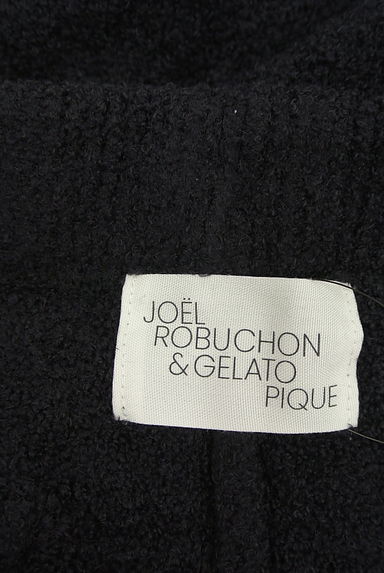 JOËL
ROBUCHON
& GELATO
PIQUE